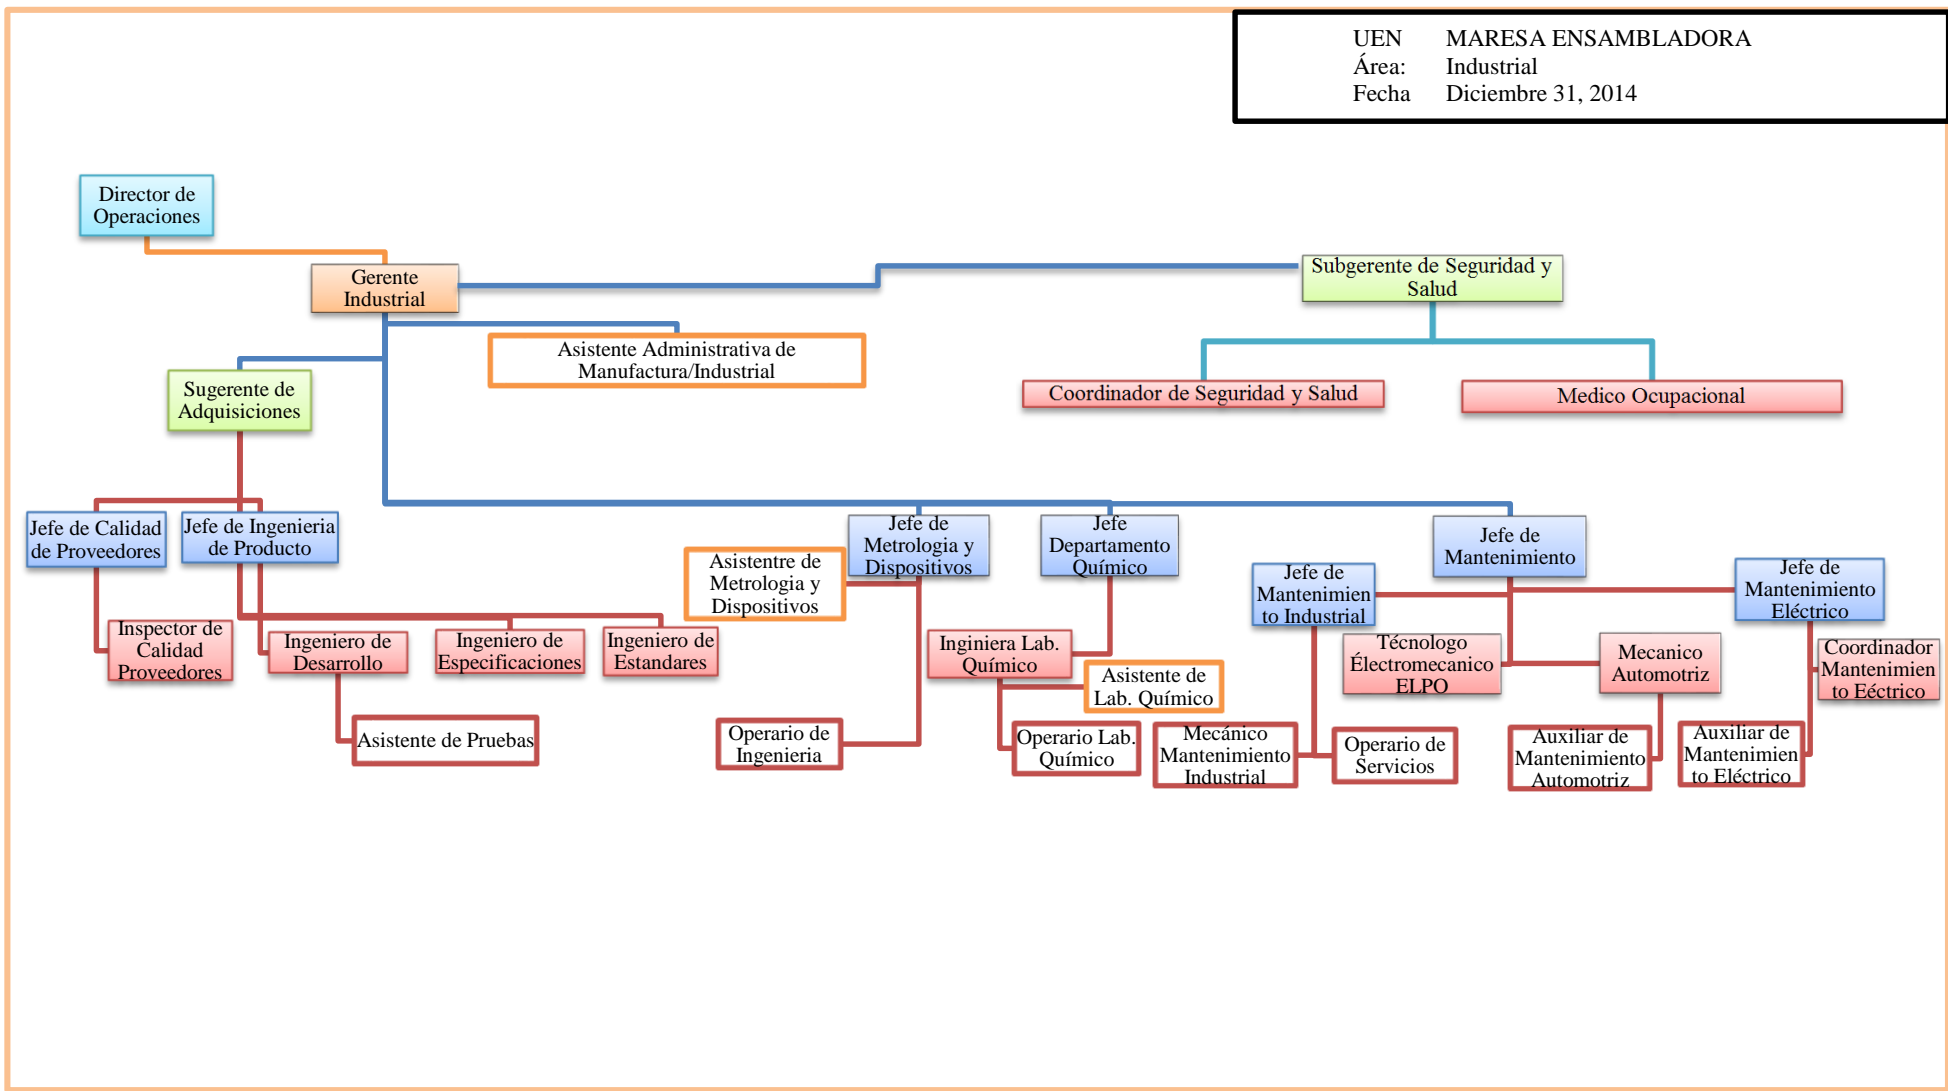 UEN MARESA ENSAMBLADORA
Área: Industrial
Fecha Diciembre 31, 2014
Director de
Operaciones
Gerente
Industrial
Subgerente de Seguridad y
Salud
Asistente Administrativa de
Manufactura/Industrial
Sugerente de
Adquisiciones
Coordinador de Seguridad y Salud
Medico Ocupacional
Jefe de Calidad
de Proveedores
Jefe de Ingenieria
de Producto
Jefe de
Metrologia y
Dispositivos
Jefe
Departamento
Químico
Jefe de
Mantenimiento
Asistentre de
Metrologia y
Dispositivos
Jefe de
Mantenimien
to Industrial
Jefe de
Mantenimiento
Eléctrico
Inspector de
Calidad
Proveedores
Ingeniero de
Desarrollo
Ingeniero de
Especificaciones
Ingeniero de
Estandares
Inginiera Lab.
Químico
Técnologo
Électromecanico
ELPO
Mecanico
Automotriz
Coordinador
Mantenimien
to Eéctrico
Asistente de
Lab. Químico
Asistente de Pruebas
Operario de
Ingenieria
Operario Lab.
Químico
Mecánico
Mantenimiento
Industrial
Operario de
Servicios
Auxiliar de
Mantenimiento
Automotriz
Auxiliar de
Mantenimien
to Eléctrico